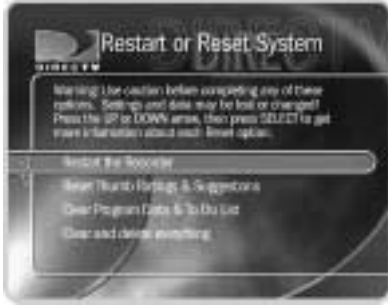 DIRECTV
Restart or Reset System
DIRECTV
Warning: Use caution before completing any of these
options. Settings and data may be lost or changed!
Press the UP or DOWN arrow, then press SELECT to get
more information about each Reset option.
Restart the Recorder
Reset Thumb Ratings & Suggestions
Clear Program Data & To Do List
Clear and delete everything